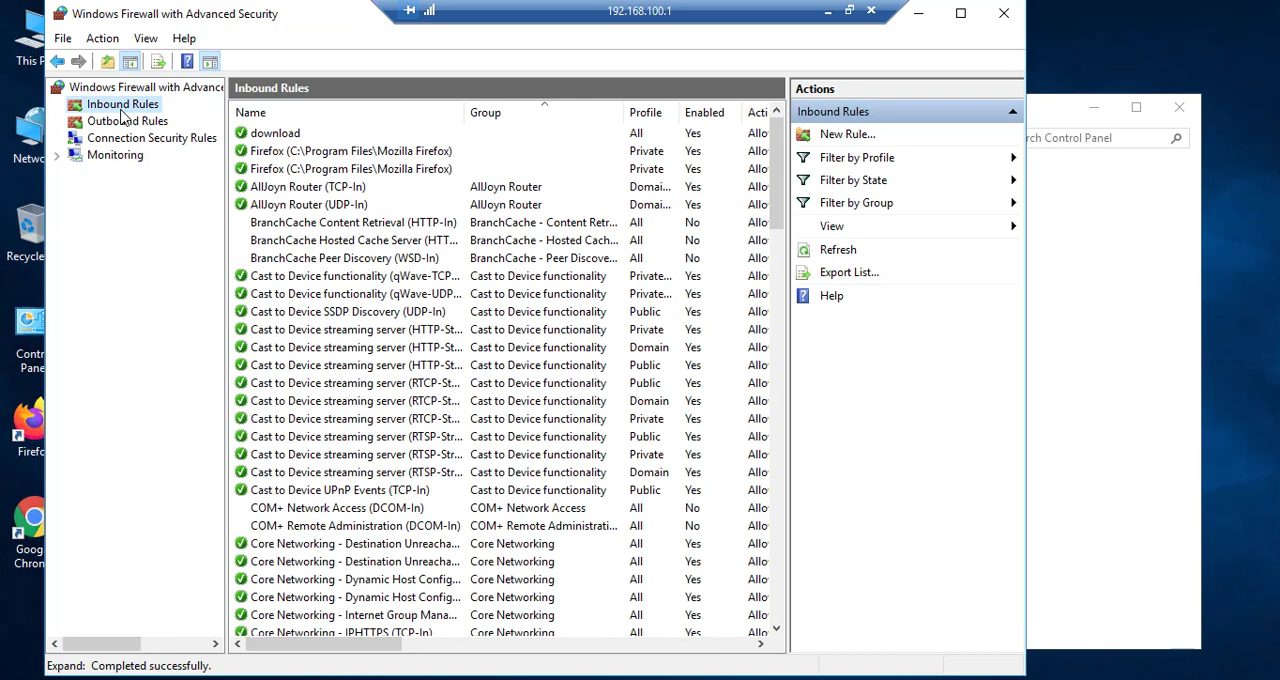 Windows Firewall with Advanced Security
192.168.100.1
File Action View Help
Windows Firewall with Advance
Inbound Rules
Outbound Rules
Connection Security Rules
Monitoring
Inbound Rules
Name Group Profile Enabled Acti
download All Yes Allo
Firefox (C:\Program Files\Mozilla Firefox) Private Yes Allo
Firefox (C:\Program Files\Mozilla Firefox) Private Yes Allo
AllJoyn Router (TCP-In) AllJoyn Router Domai... Yes Allo
AllJoyn Router (UDP-In) AllJoyn Router Domai... Yes Allo
BranchCache Content Retrieval (HTTP-In) BranchCache - Content Retr... All No Allo
BranchCache Hosted Cache Server (HTT... BranchCache - Hosted Cach... All No Allo
BranchCache Peer Discovery (WSD-In) BranchCache - Peer Discove... All No Allo
Cast to Device functionality (qWave-TCP... Cast to Device functionality Private... Yes Allo
Cast to Device functionality (qWave-UDP... Cast to Device functionality Private... Yes Allo
Cast to Device SSDP Discovery (UDP-In) Cast to Device functionality Public Yes Allo
Cast to Device streaming server (HTTP-St... Cast to Device functionality Private Yes Allo
Cast to Device streaming server (HTTP-St... Cast to Device functionality Domain Yes Allo
Cast to Device streaming server (HTTP-St... Cast to Device functionality Public Yes Allo
Cast to Device streaming server (RTCP-St... Cast to Device functionality Public Yes Allo
Cast to Device streaming server (RTCP-St... Cast to Device functionality Domain Yes Allo
Cast to Device streaming server (RTCP-St... Cast to Device functionality Private Yes Allo
Cast to Device streaming server (RTSP-Str... Cast to Device functionality Public Yes Allo
Cast to Device streaming server (RTSP-Str... Cast to Device functionality Private Yes Allo
Cast to Device streaming server (RTSP-Str... Cast to Device functionality Domain Yes Allo
Cast to Device UPnP Events (TCP-In) Cast to Device functionality Public Yes Allo
COM+ Network Access (DCOM-In) COM+ Network Access All No Allo
COM+ Remote Administration (DCOM-In) COM+ Remote Administrati... All No Allo
Core Networking - Destination Unreacha... Core Networking All Yes Allo
Core Networking - Destination Unreacha... Core Networking All Yes Allo
Core Networking - Dynamic Host Config... Core Networking All Yes Allo
Core Networking - Dynamic Host Config... Core Networking All Yes Allo
Core Networking - Internet Group Mana... Core Networking All Yes Allo
Core Networking - IPHTTPS (TCP-In) Core Networking All Yes Allo
Actions
Inbound Rules
New Rule...
Filter by Profile
Filter by State
Filter by Group
View
Refresh
Export List...
Help
Expand: Completed successfully.
rch Control Panel
This P
Netwo
Recycle
Contr
Pane
Firefo
Goog
Chron